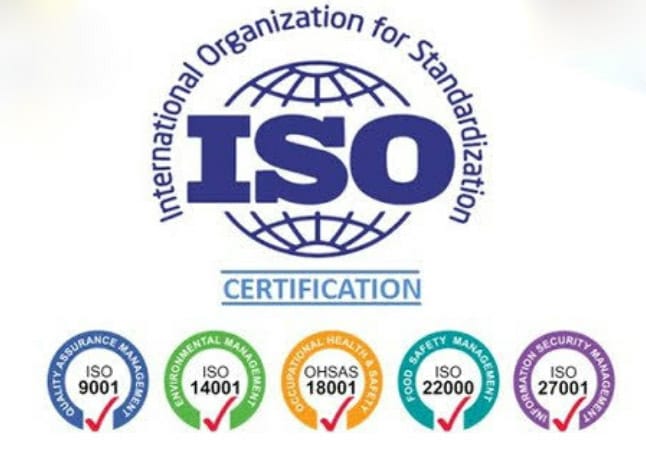 International Organization for Standardization
ISO
CERTIFICATION
QUALITY ASSURANCE MANAGEMENT
ISO
9001
ENVIRONMENTAL MANAGEMENT
ISO
14001
OCCUPATIONAL HEALTH & SAFETY
OHSAS
18001
FOOD SAFETY MANAGEMENT
ISO
22000
INFORMATION SECURITY MANAGEMENT
ISO
27001